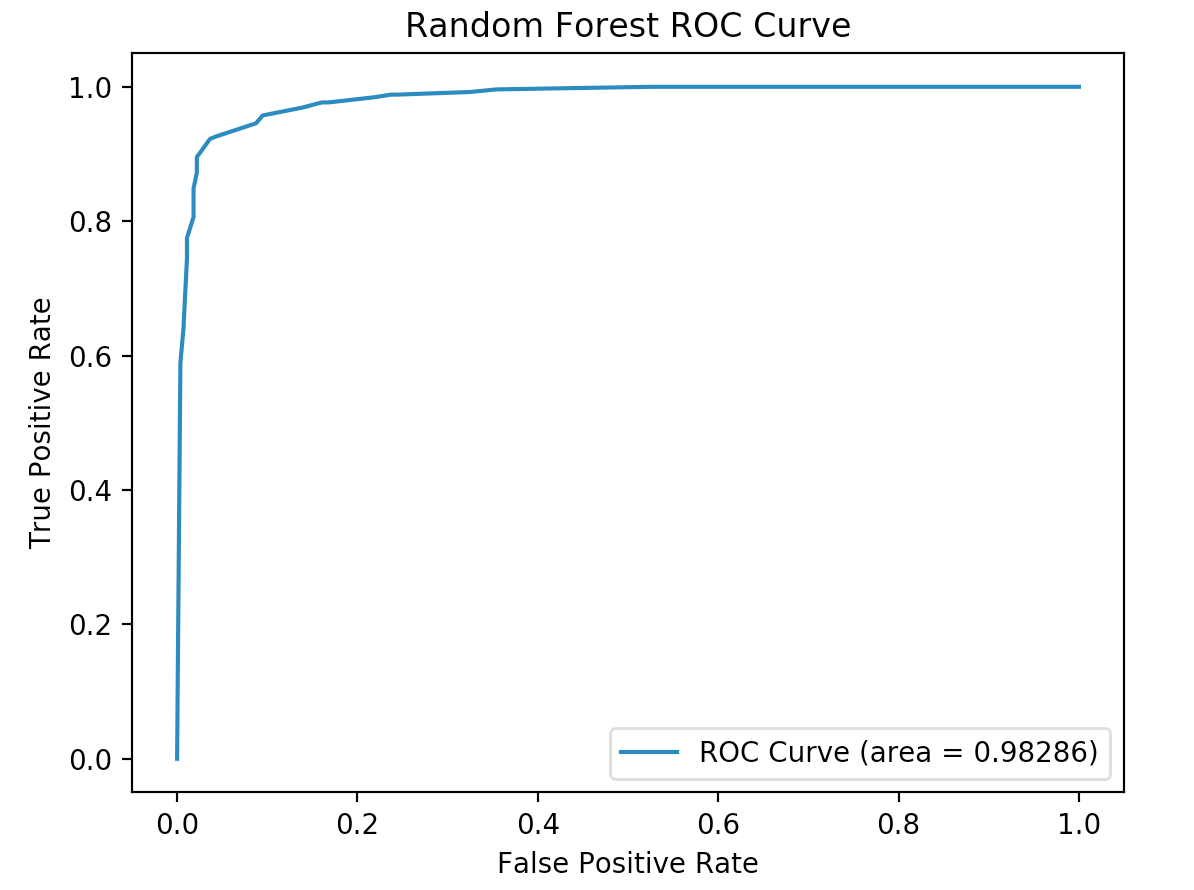 Random Forest ROC Curve
1.0
0.8
0.6
0.4
0.2
0.0
True Positive Rate
ROC Curve (area = 0.98286)
0.0 0.2 0.4 0.6 0.8 1.0
False Positive Rate